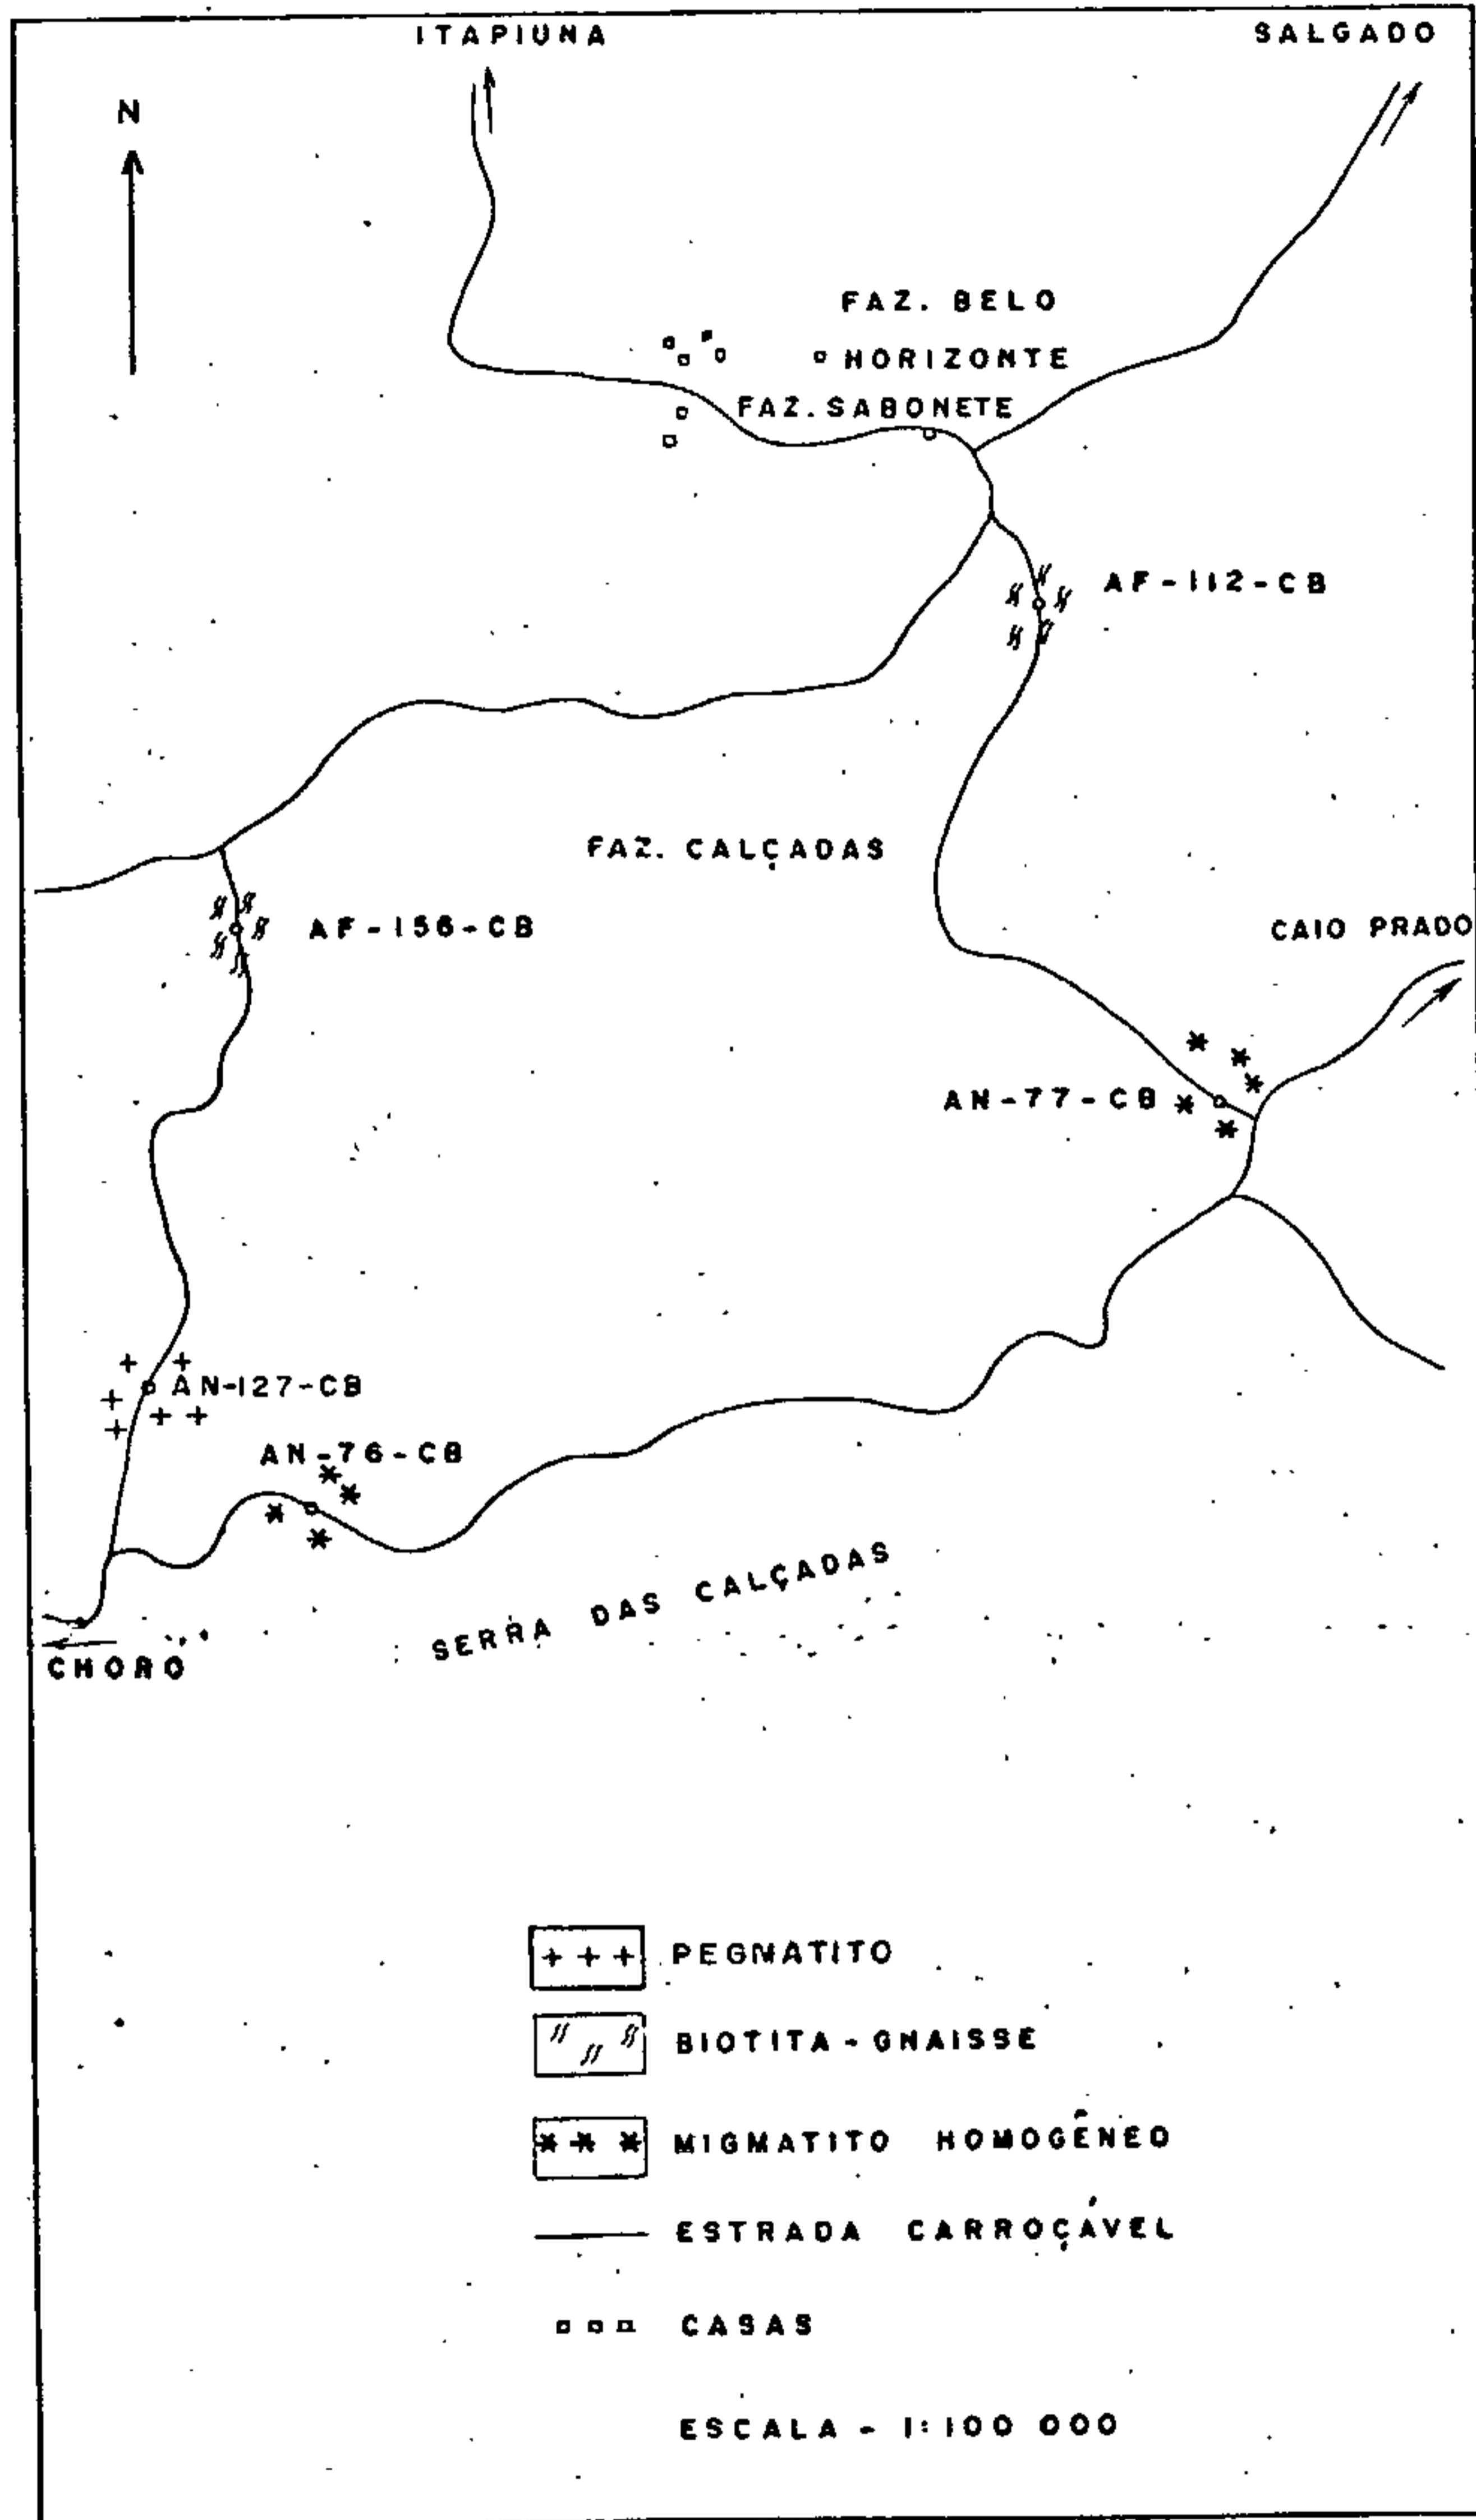 ITAPIUNA
SALGADO
N
FAZ. BELO
HORIZONTE
FAZ. SABONETE
AF-112-CB
FAZ. CALÇADAS
AF-156-CB
CAIO PRADO
AN-77-CB
AN-127-CB
AN-76-CB
SERRA DAS CALÇADAS
CHORO
PEGMATITO
BIOTITA-GNAISSE
MIGMATITO HOMOGÊNEO
ESTRADA CARROÇÁVEL
CASAS
ESCALA - 1:100 000